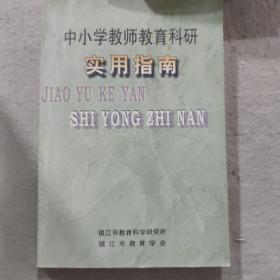 中小学教师教育科研
实用指南
JIAO YU KE YAN
SHI YONG ZHI NAN
镇江市教育科学研究所
镇江市教育学会